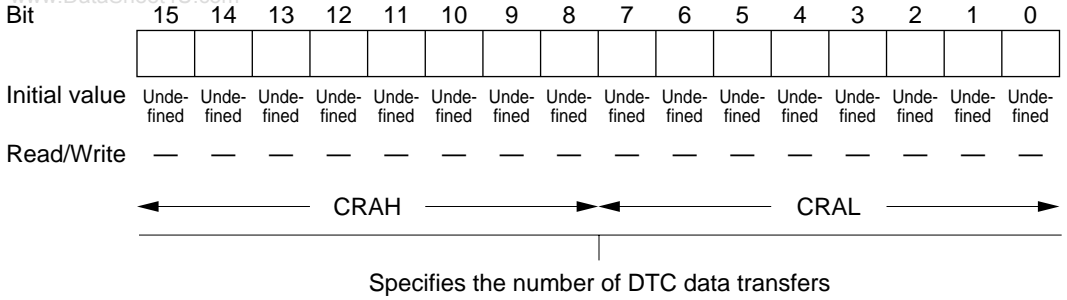 www.DataSheet4U.com
Bit 15 14 13 12 11 10 9 8 7 6 5 4 3 2 1 0
Initial value Unde- Unde- Unde- Unde- Unde- Unde- Unde- Unde- Unde- Unde- Unde- Unde- Unde- Unde- Unde- Unde-
fined fined fined fined fined fined fined fined fined fined fined fined fined fined fined fined
Read/Write — — — — — — — — — — — — — — — —
CRAH CRAL
Specifies the number of DTC data transfers